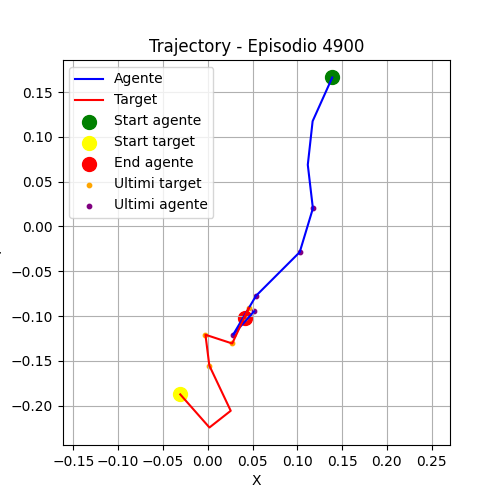 Trajectory - Episodio 4900
Agente
Target
Start agente
Start target
End agente
Ultimi target
Ultimi agente
0.15
0.10
0.05
0.00
−0.05
−0.10
−0.15
−0.20
−0.15 −0.10 −0.05 0.00 0.05 0.10 0.15 0.20 0.25
X